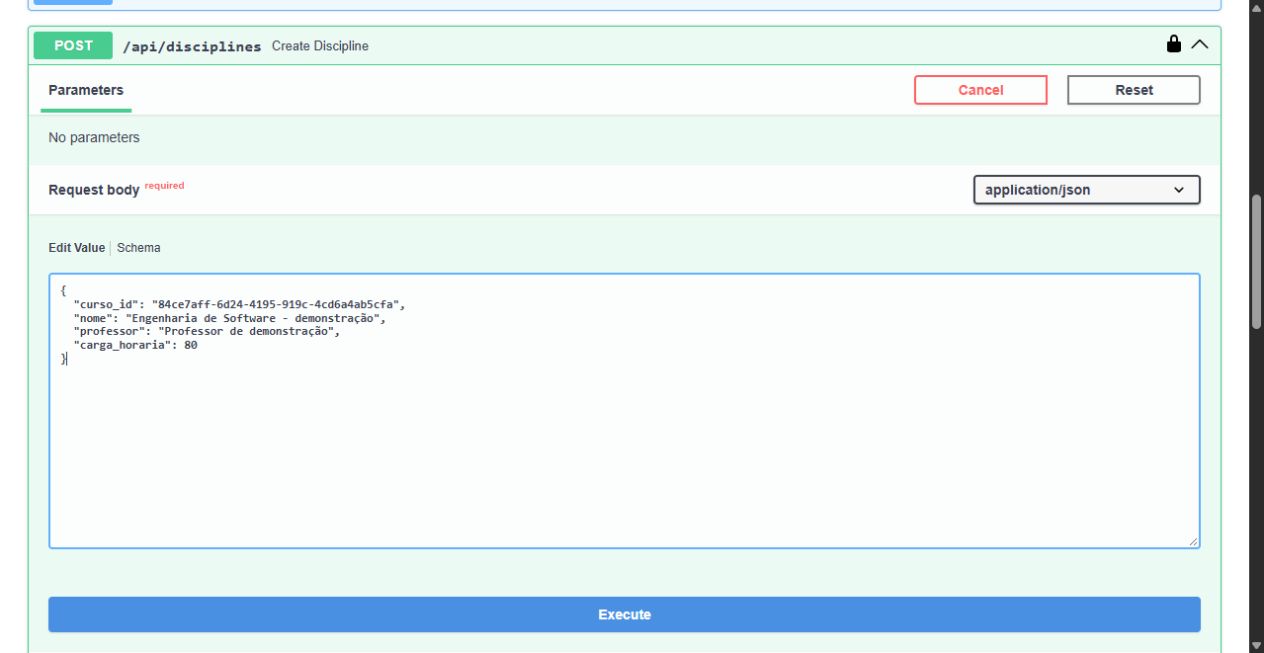 POST /api/disciplines Create Discipline
Parameters
Cancel
Reset
No parameters
Request body required
application/json
Edit Value | Schema
{
"curso_id": "84ce7aff-6d24-4195-919c-4cd6a4ab5cfa",
"nome": "Engenharia de Software - demonstração",
"professor": "Professor de demonstração",
"carga_horaria": 80
}
Execute